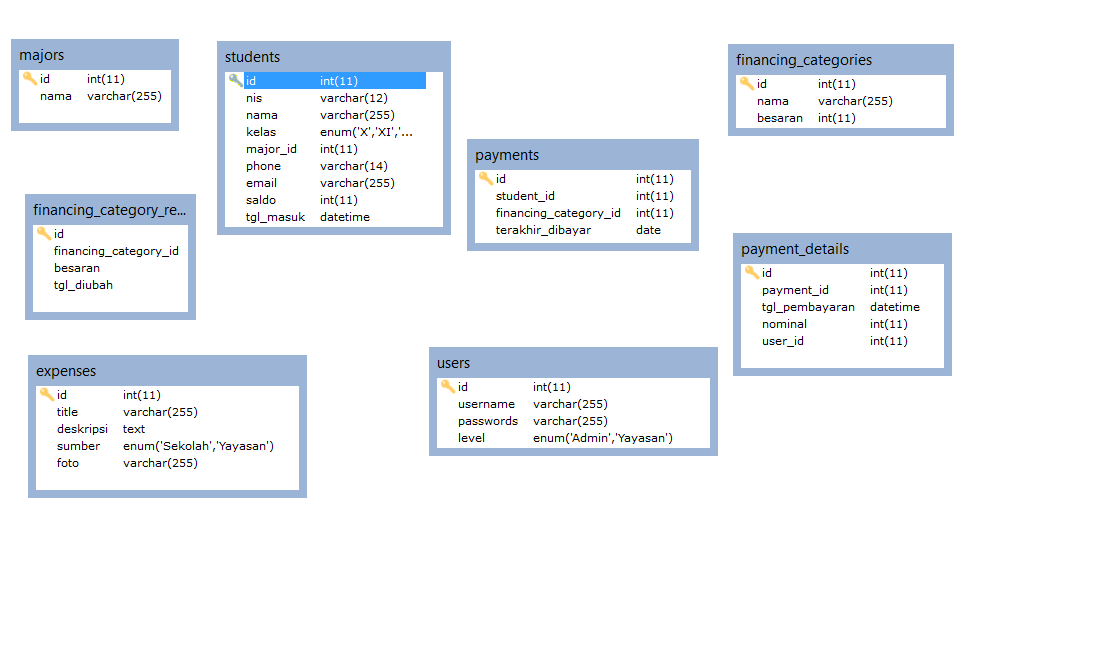 majors
id int(11)
nama varchar(255)
students
id int(11)
nis varchar(12)
nama varchar(255)
kelas enum('X','XI','...
major_id int(11)
phone varchar(14)
email varchar(255)
saldo int(11)
tgl_masuk datetime
financing_categories
id int(11)
nama varchar(255)
besaran int(11)
payments
id int(11)
student_id int(11)
financing_category_id int(11)
terakhir_dibayar date
financing_category_re...
id
financing_category_id
besaran
tgl_diubah
payment_details
id int(11)
payment_id int(11)
tgl_pembayaran datetime
nominal int(11)
user_id int(11)
expenses
id int(11)
title varchar(255)
deskripsi text
sumber enum('Sekolah','Yayasan')
foto varchar(255)
users
id int(11)
username varchar(255)
passwords varchar(255)
level enum('Admin','Yayasan')